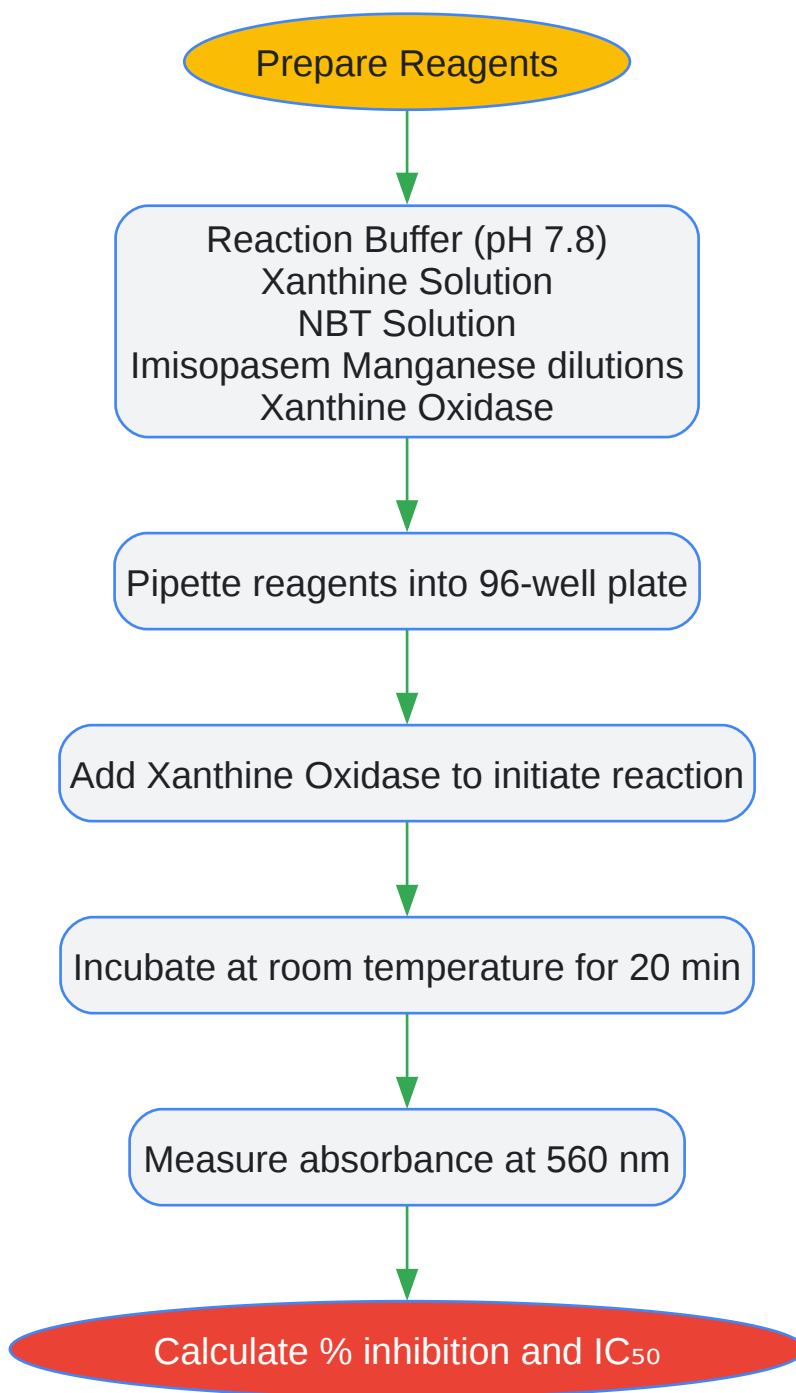 Prepare Reagents
Reaction Buffer (pH 7.8)
Xanthine Solution
NBT Solution
Imisopasem Manganese dilutions
Xanthine Oxidase
Pipette reagents into 96-well plate
Add Xanthine Oxidase to initiate reaction
Incubate at room temperature for 20 min
Measure absorbance at 560 nm
Calculate % inhibition and IC₅₀